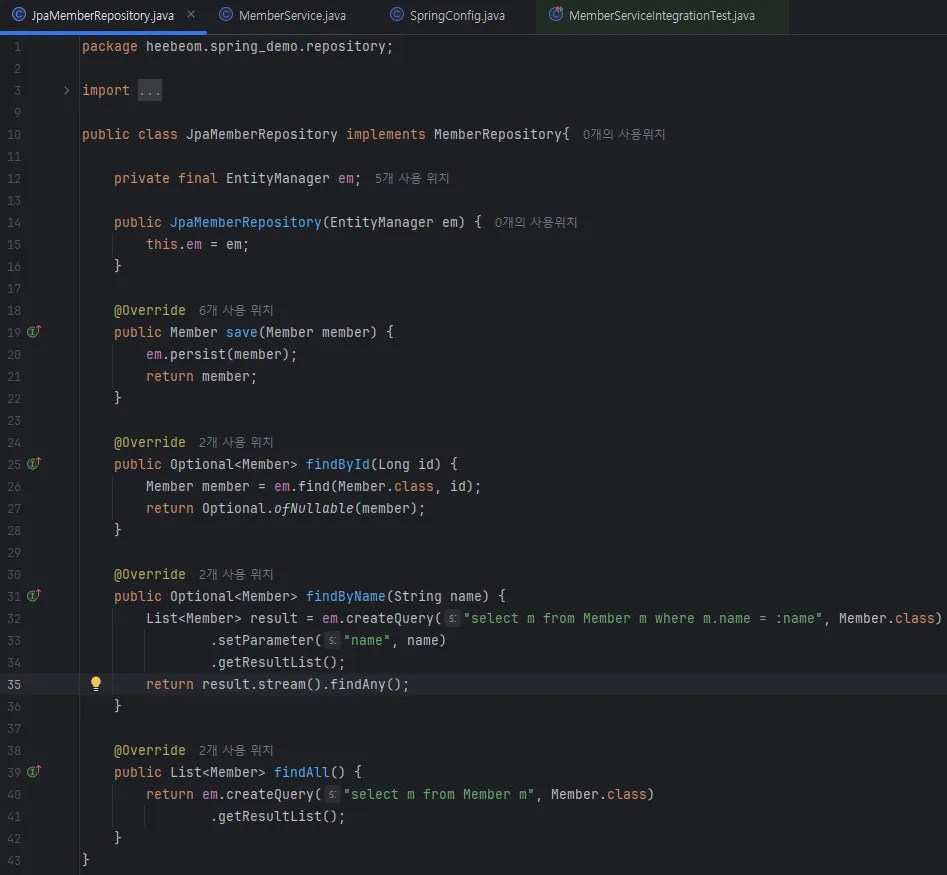 JpaMemberRepository.java
MemberService.java
SpringConfig.java
MemberServiceIntegrationTest.java
1 package heebeom.spring_demo.repository;
2
3 import ...
9
10 public class JpaMemberRepository implements MemberRepository{ 0개의 사용위치
11
12 private final EntityManager em; 5개 사용 위치
13
14 public JpaMemberRepository(EntityManager em) { 0개의 사용위치
15 this.em = em;
16 }
17
18 @Override 6개 사용 위치
19 public Member save(Member member) {
20 em.persist(member);
21 return member;
22 }
23
24 @Override 2개 사용 위치
25 public Optional<Member> findById(Long id) {
26 Member member = em.find(Member.class, id);
27 return Optional.ofNullable(member);
28 }
29
30 @Override 2개 사용 위치
31 public Optional<Member> findByName(String name) {
32 List<Member> result = em.createQuery( s: "select m from Member m where m.name = :name", Member.class)
33 .setParameter( s: "name", name)
34 .getResultList();
35 return result.stream().findAny();
36 }
37
38 @Override 2개 사용 위치
39 public List<Member> findAll() {
40 return em.createQuery( s: "select m from Member m", Member.class)
41 .getResultList();
42 }
43 }